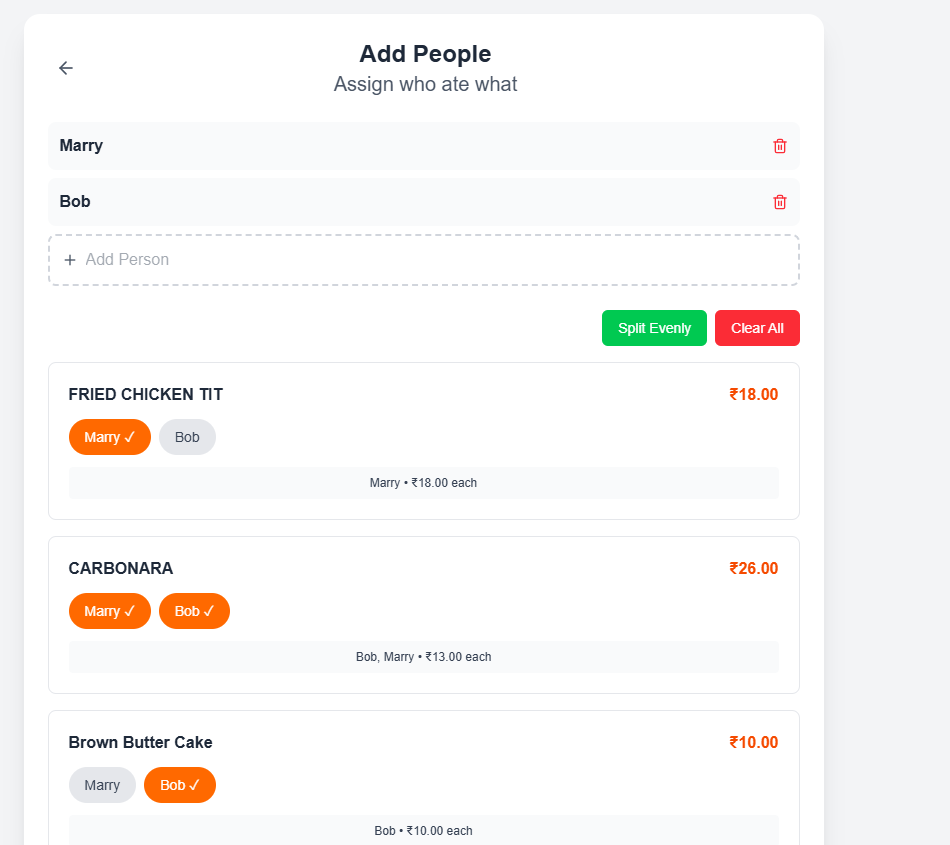 Add People
Assign who ate what
Marry
Bob
+ Add Person
Split Evenly Clear All
FRIED CHICKEN TIT ₹18.00
Marry ✓ Bob
Marry • ₹18.00 each
CARBONARA ₹26.00
Marry ✓ Bob ✓
Bob, Marry • ₹13.00 each
Brown Butter Cake ₹10.00
Marry Bob ✓
Bob • ₹10.00 each